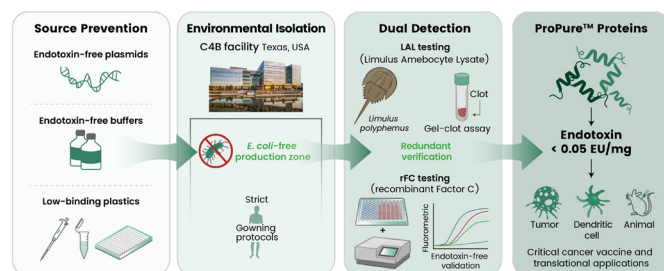 Source Prevention
Endotoxin-free plasmids
Endotoxin-free buffers
Low-binding plastics
Environmental Isolation
C4B facility Texas, USA
E. coli-free
production zone
Strict
Gowning
protocols
Dual Detection
LAL testing
(Limulus Amebocyte Lysate)
Limulus
polyphemus
Clot
Gel-clot assay
Redundant
verification
rFC testing
(recombinant Factor C)
Fluorometric
Endotoxin-free
validation
ProPure™ Proteins
Endotoxin
< 0.05 EU/mg
Tumor
Dendritic
cell
Animal
Critical cancer vaccine and
translational applications